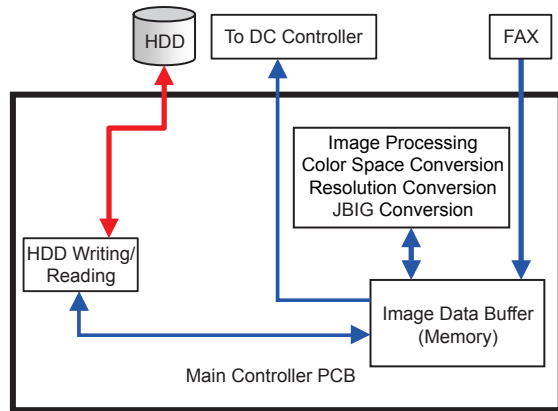 HDD
To DC Controller
FAX
Image Processing
Color Space Conversion
Resolution Conversion
JBIG Conversion
HDD Writing/
Reading
Image Data Buffer
(Memory)
Main Controller PCB